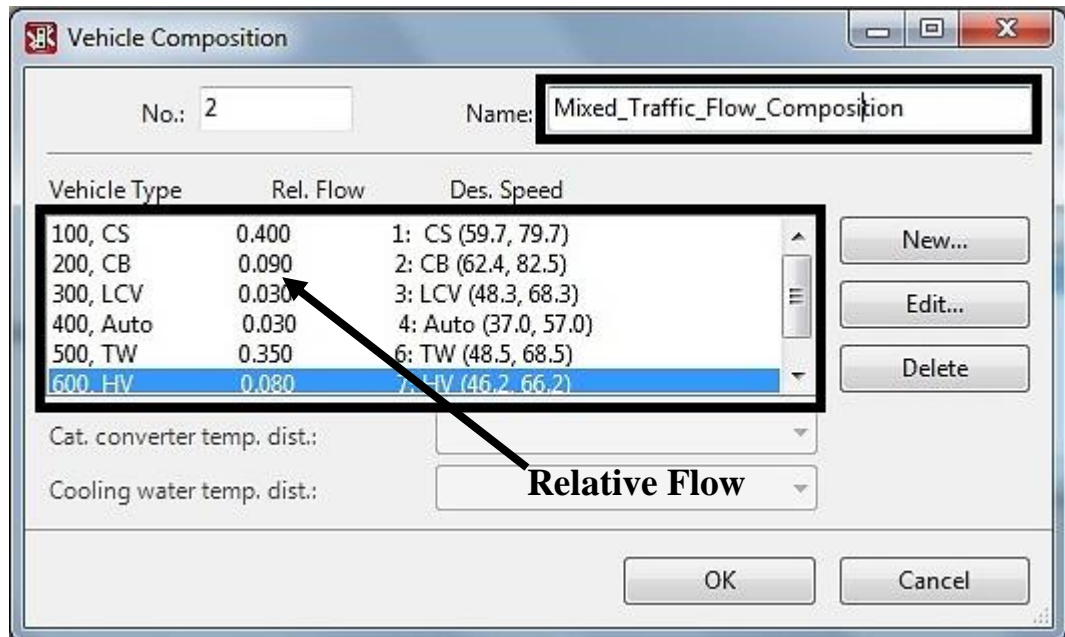 Vehicle Composition
No.: 2 Name: Mixed_Traffic_Flow_Composition
Vehicle Type Rel. Flow Des. Speed
100, CS 0.400 1: CS (59.7, 79.7)
200, CB 0.090 2: CB (62.4, 82.5)
300, LCV 0.030 3: LCV (48.3, 68.3)
400, Auto 0.030 4: Auto (37.0, 57.0)
500, TW 0.350 6: TW (48.5, 68.5)
600, HV 0.080 7: HV (46.2, 66.2)
New...
Edit...
Delete
Cat. converter temp. dist.:
Cooling water temp. dist.:
Relative Flow
OK Cancel